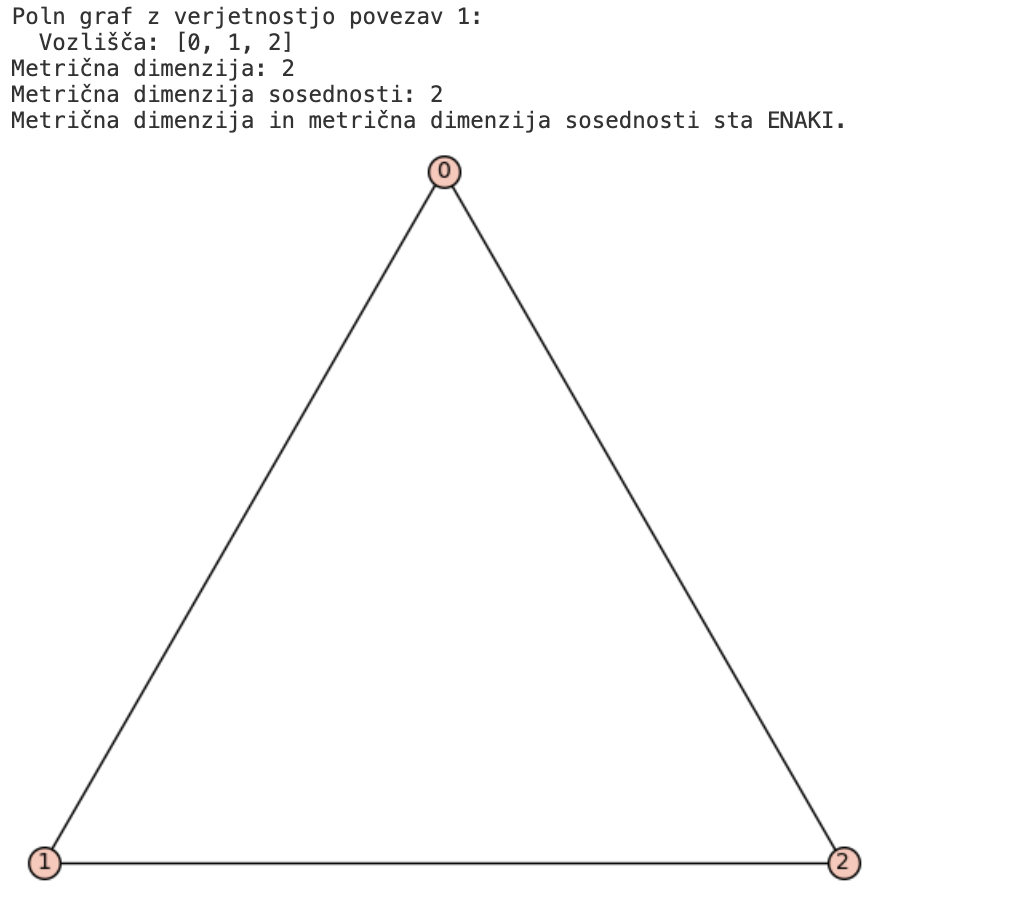 Poln graf z verjetnostjo povezav 1:
  Vozlišča: [0, 1, 2]
Metrična dimenzija: 2
Metrična dimenzija sosednosti: 2
Metrična dimenzija in metrična dimenzija sosednosti sta ENAKI.
0
1
2